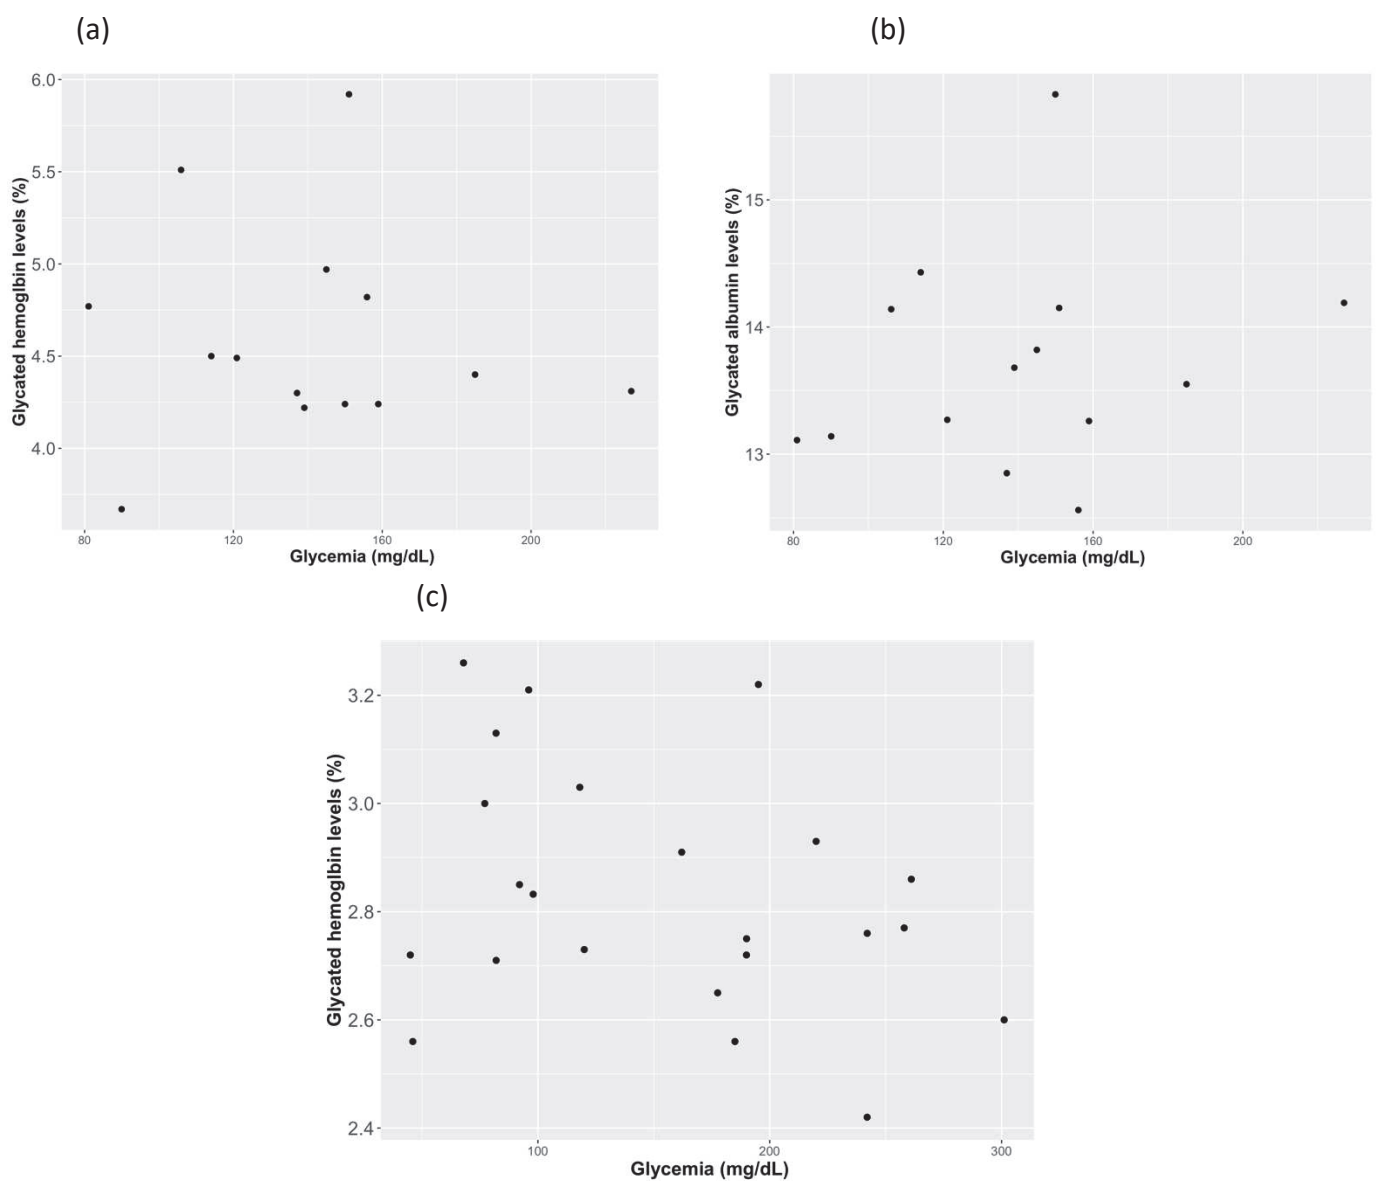 (a)
6.0
5.5
5.0
4.5
4.0
Glycated hemoglbin levels (%)
80 120 160 200
Glycemia (mg/dL)
(b)
15
14
13
Glycated albumin levels (%)
80 120 160 200
Glycemia (mg/dL)
(c)
3.2
3.0
2.8
2.6
2.4
Glycated hemoglbin levels (%)
100 200 300
Glycemia (mg/dL)